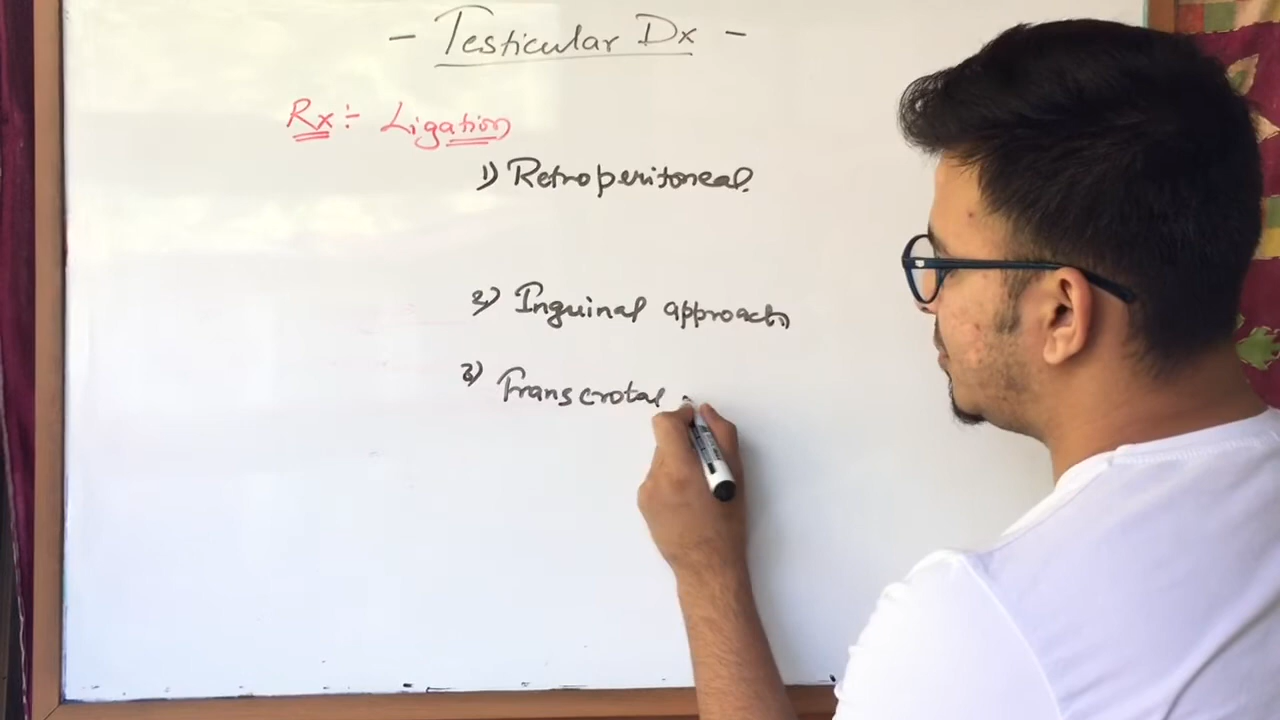 - Testicular Dx -
Rx:- Ligation
1) Retroperitoneal.
2) Inguinal approach
3) Transcrotal